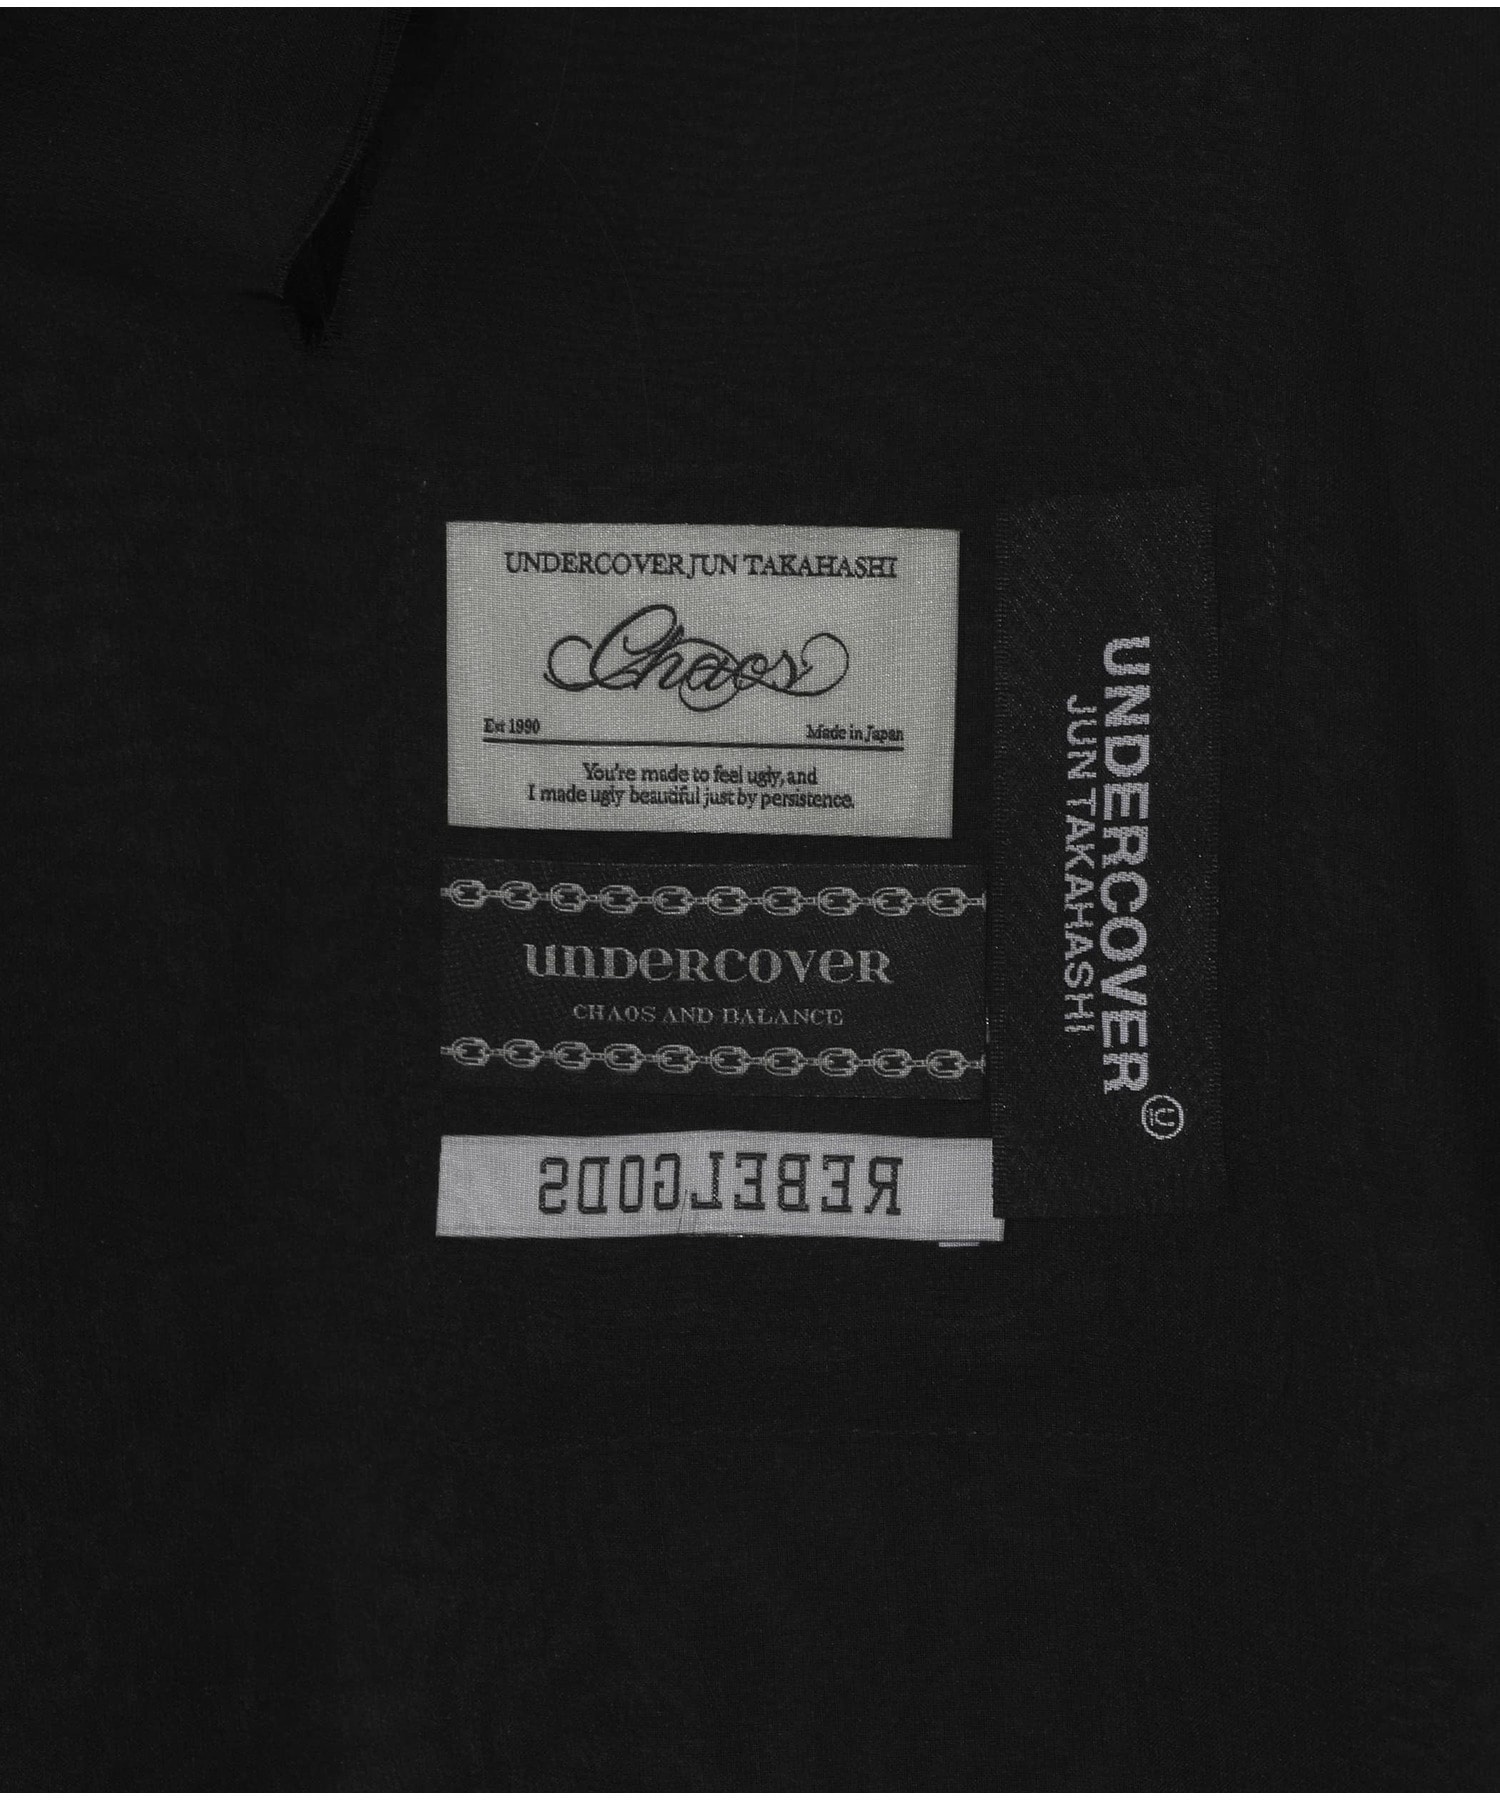 UNDERCOVER JUN TAKAHASHI
Chaos
Est 1990
Made in Japan
You're made to feel ugly, and
I made ugly beautiful just by persistence.
undercover
CHAOS AND BALANCE
REBELGODS
UNDERCOVER
JUN TAKAHASHI
U